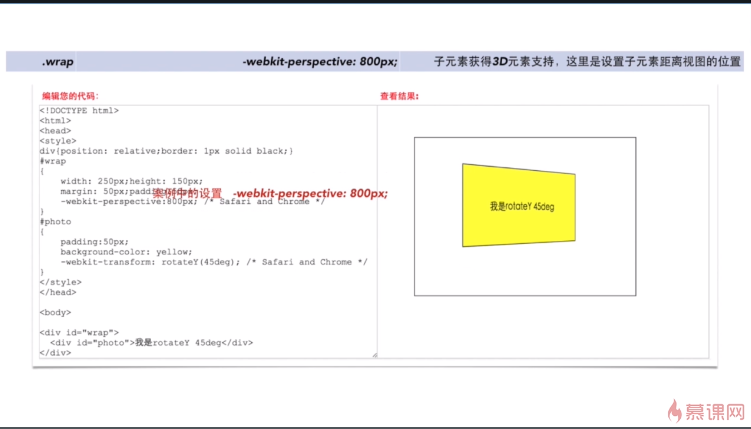 .wrap -webkit-perspective: 800px; 子元素获得3D元素支持，这里是设置子元素距离视图的位置
编辑您的代码：
查看结果：
<!DOCTYPE html>
<html>
<head>
<style>
div{position: relative;border: 1px solid black;}
#wrap
{
width: 250px;height: 150px;
margin: 50px;
案例中的设置 -webkit-perspective: 800px;
-webkit-perspective:800px; /* Safari and Chrome */
}
#photo
{
padding:50px;
background-color: yellow;
-webkit-transform: rotateY(45deg); /* Safari and Chrome */
}
</style>
</head>
<body>
<div id="wrap">
<div id="photo">我是rotateY 45deg</div>
</div>
我是rotateY 45deg
慕课网